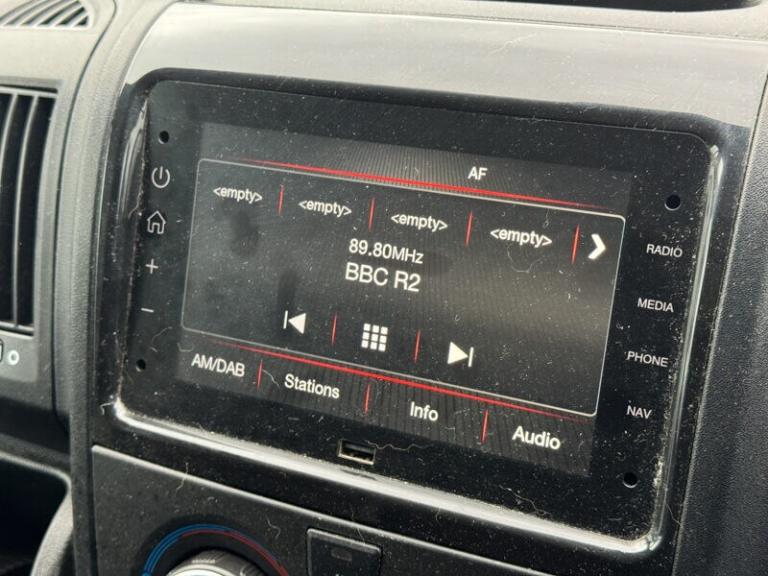 AF
<empty> <empty> <empty> <empty>
89.80MHz
BBC R2
AM/DAB Stations Info Audio
RADIO
MEDIA
PHONE
NAV